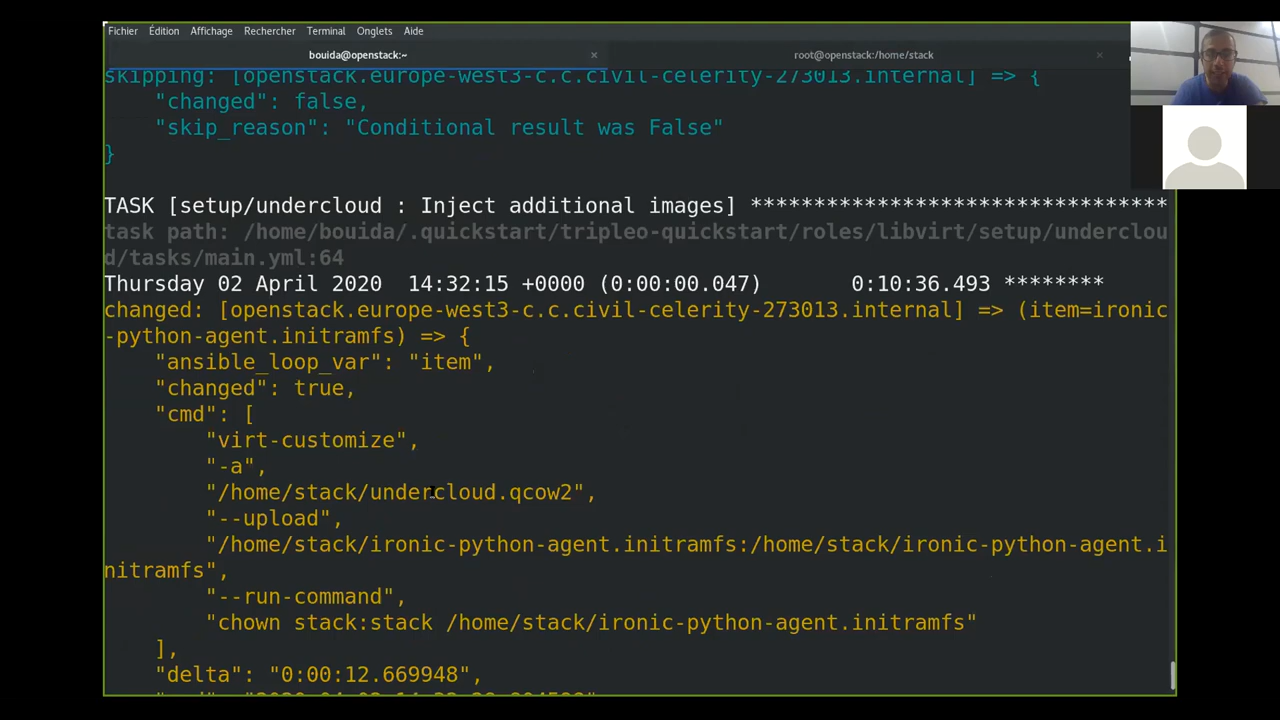 Fichier Édition Affichage Rechercher Terminal Onglets Aide
bouida@openstack:~ × root@openstack:/home/stack ×
skipping: [openstack.europe-west3-c.c.civil-celerity-273013.internal] => {
    "changed": false,
    "skip_reason": "Conditional result was False"
}
TASK [setup/undercloud : Inject additional images] *********************************
task path: /home/bouida/.quickstart/tripleo-quickstart/roles/libvirt/setup/underclou
d/tasks/main.yml:64
Thursday 02 April 2020  14:32:15 +0000 (0:00:00.047)       0:10:36.493 ********
changed: [openstack.europe-west3-c.c.civil-celerity-273013.internal] => (item=ironic
-python-agent.initramfs) => {
    "ansible_loop_var": "item",
    "changed": true,
    "cmd": [
        "virt-customize",
        "-a",
        "/home/stack/undercloud.qcow2",
        "--upload",
        "/home/stack/ironic-python-agent.initramfs:/home/stack/ironic-python-agent.i
nitramfs",
        "--run-command",
        "chown stack:stack /home/stack/ironic-python-agent.initramfs"
    ],
    "delta": "0:00:12.669948",